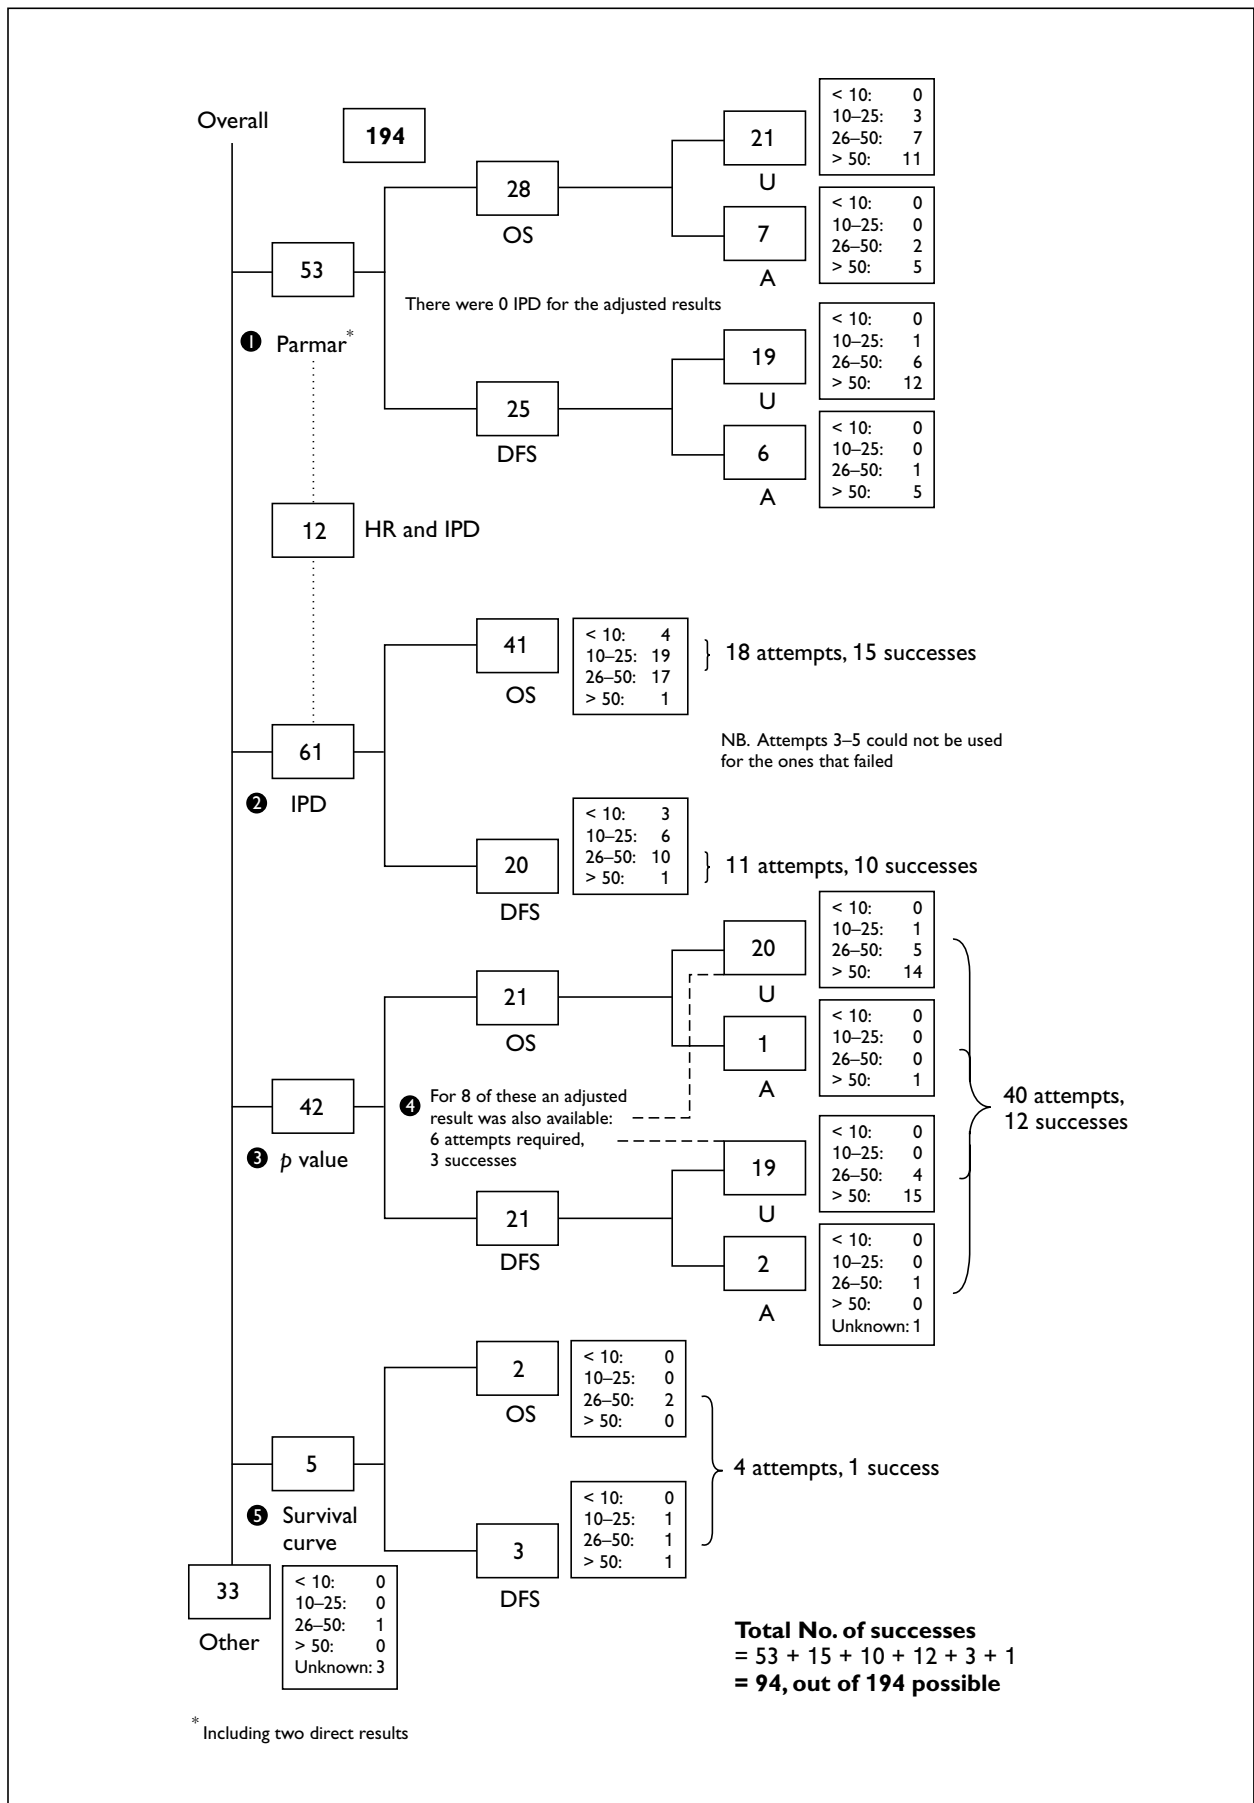 Overall
194
53
❶ Parmar*
28
OS
21
U
< 10: 0
10–25: 3
26–50: 7
> 50: 11
7
A
< 10: 0
10–25: 0
26–50: 2
> 50: 5
There were 0 IPD for the adjusted results
25
DFS
19
U
< 10: 0
10–25: 1
26–50: 6
> 50: 12
6
A
< 10: 0
10–25: 0
26–50: 1
> 50: 5
12 HR and IPD
61
❷ IPD
41
OS
< 10: 4
10–25: 19
26–50: 17
> 50: 1
18 attempts, 15 successes
NB. Attempts 3–5 could not be used
for the ones that failed
20
DFS
< 10: 3
10–25: 6
26–50: 10
> 50: 1
11 attempts, 10 successes
42
❸ p value
21
OS
20
U
< 10: 0
10–25: 1
26–50: 5
> 50: 14
1
A
< 10: 0
10–25: 0
26–50: 0
> 50: 1
❹ For 8 of these an adjusted
result was also available:
6 attempts required,
3 successes
40 attempts,
12 successes
21
DFS
19
U
< 10: 0
10–25: 0
26–50: 4
> 50: 15
2
A
< 10: 0
10–25: 0
26–50: 1
> 50: 0
Unknown: 1
5
❺ Survival
curve
2
OS
< 10: 0
10–25: 0
26–50: 2
> 50: 0
4 attempts, 1 success
3
DFS
< 10: 0
10–25: 1
26–50: 1
> 50: 1
33
Other
< 10: 0
10–25: 0
26–50: 1
> 50: 0
Unknown: 3
Total No. of successes
= 53 + 15 + 10 + 12 + 3 + 1
= 94, out of 194 possible
* Including two direct results